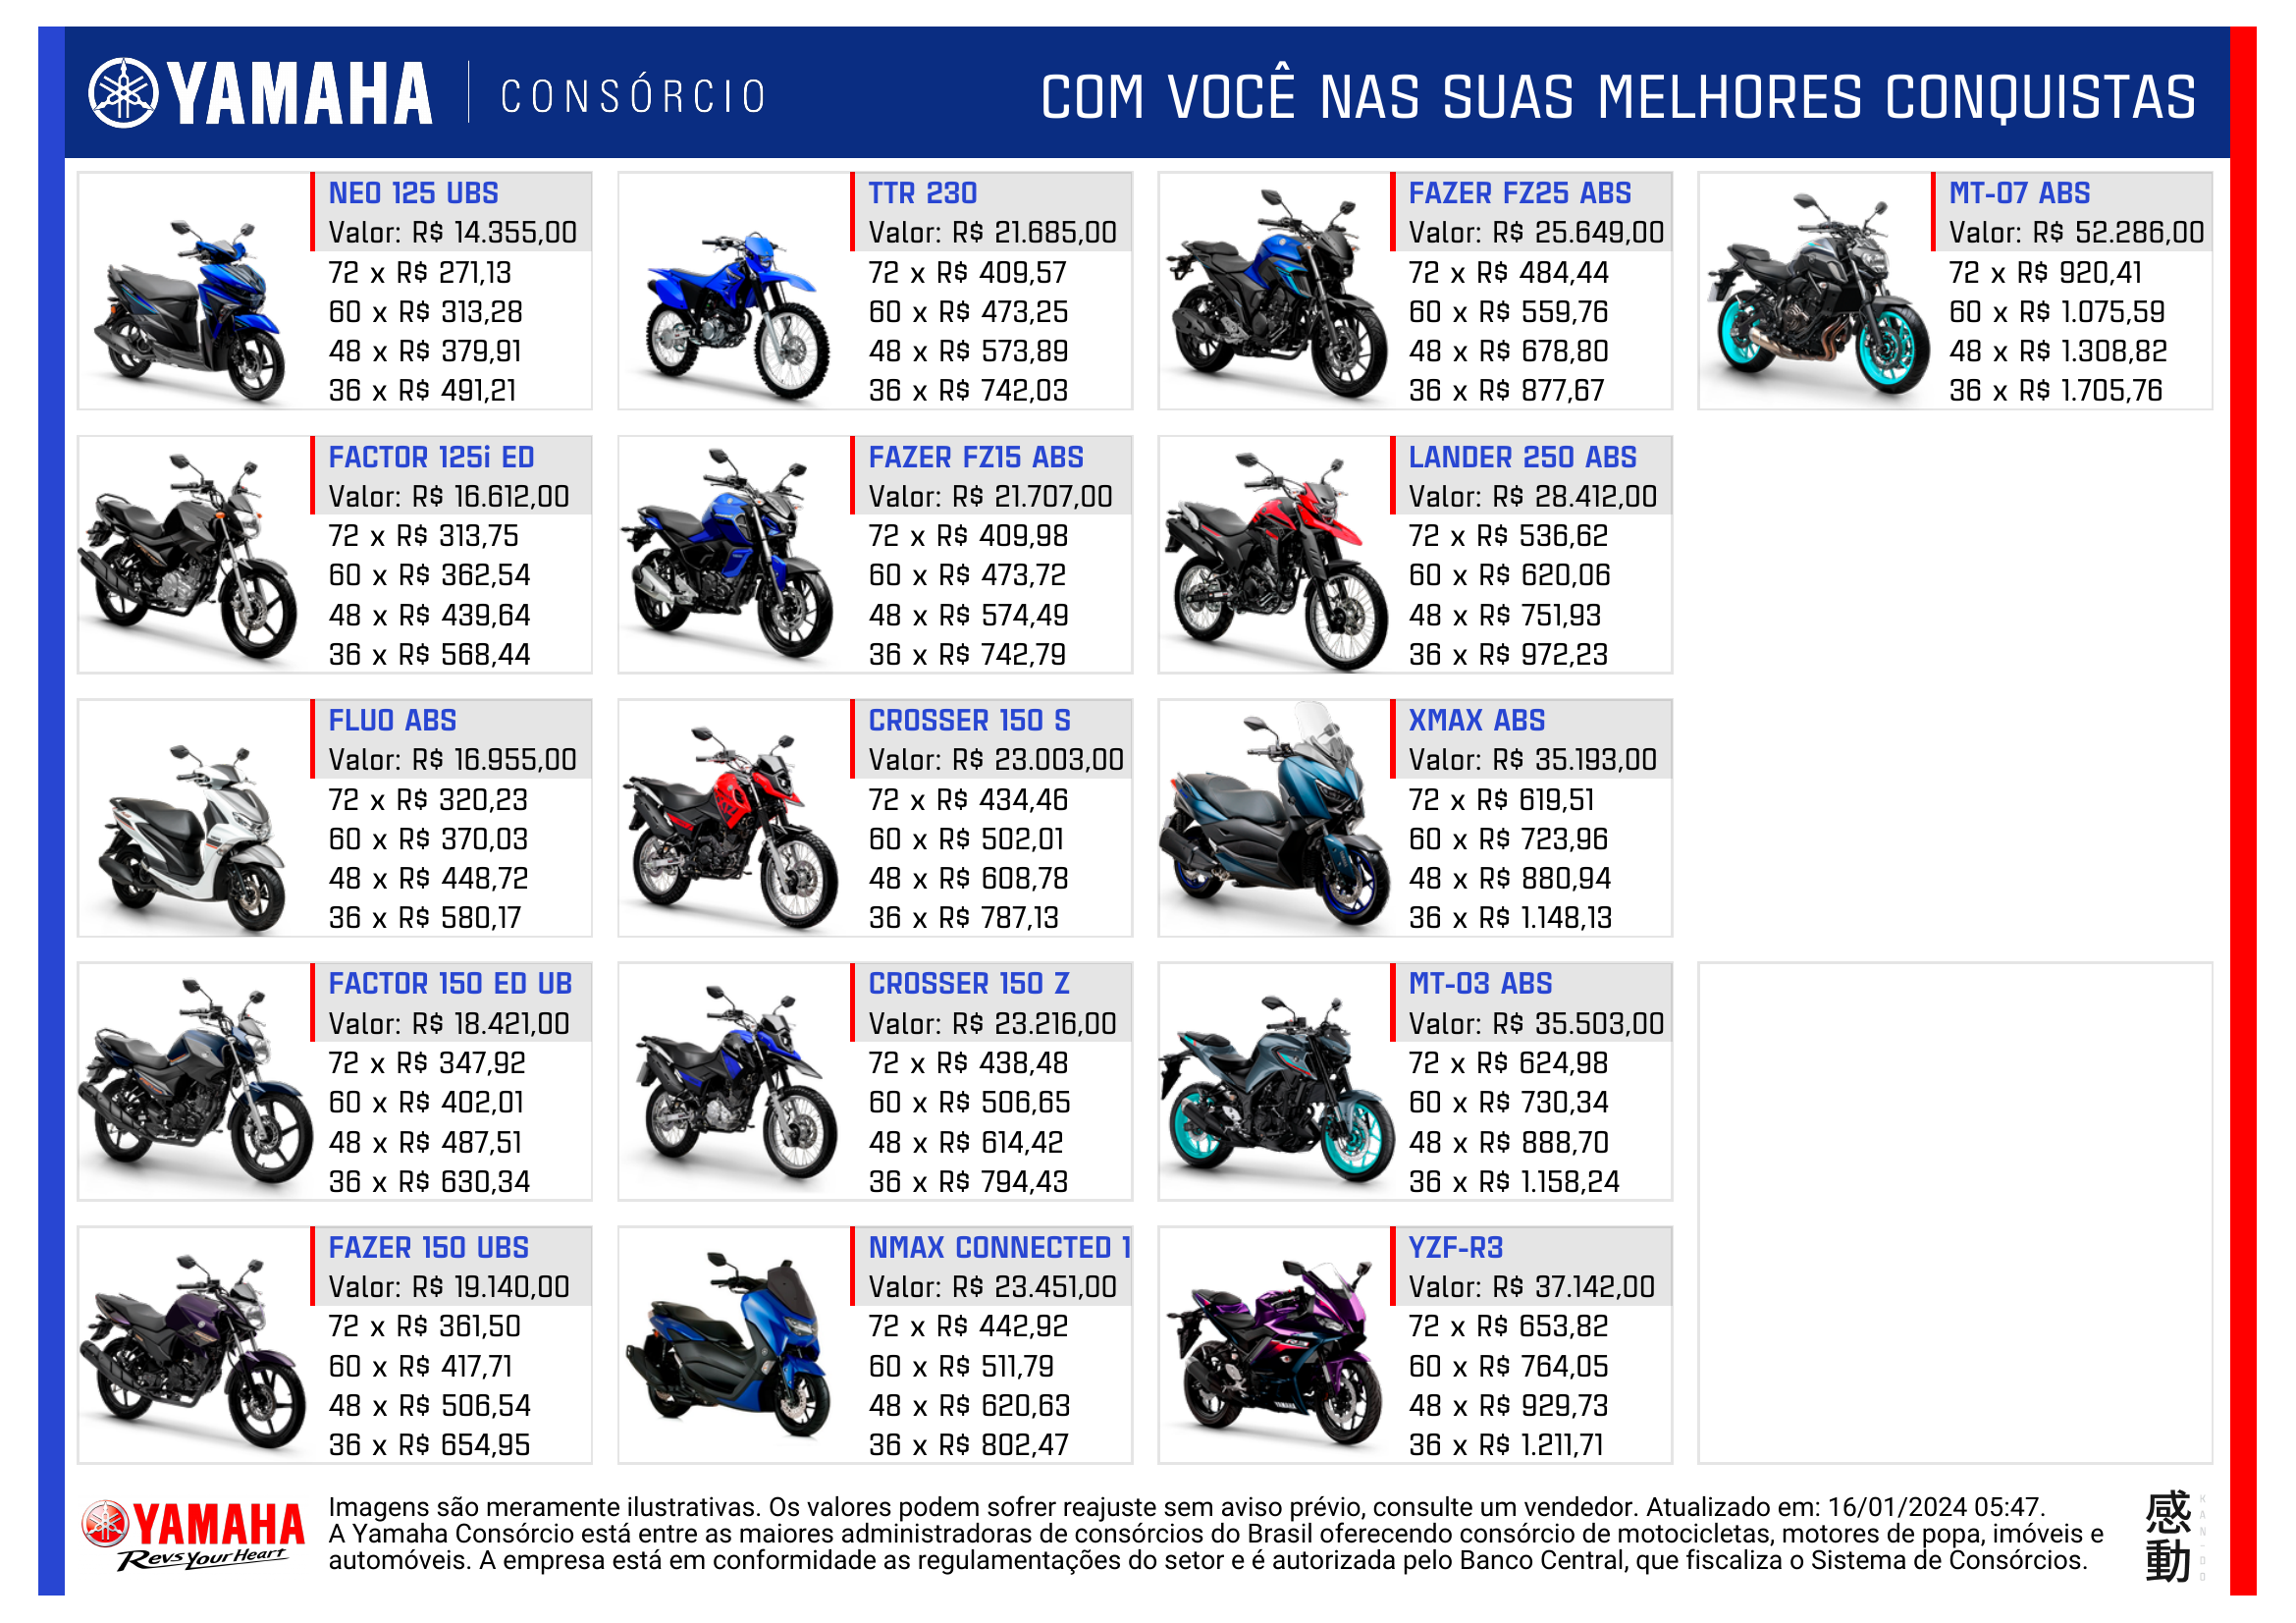 YAMAHA CONSÓRCIO
COM VOCÊ NAS SUAS MELHORES CONQUISTAS
NEO 125 UBS
Valor: R$ 14.355,00
72 x R$ 271,13
60 x R$ 313,28
48 x R$ 379,91
36 x R$ 491,21
TTR 230
Valor: R$ 21.685,00
72 x R$ 409,57
60 x R$ 473,25
48 x R$ 573,89
36 x R$ 742,03
FAZER FZ25 ABS
Valor: R$ 25.649,00
72 x R$ 484,44
60 x R$ 559,76
48 x R$ 678,80
36 x R$ 877,67
MT-07 ABS
Valor: R$ 52.286,00
72 x R$ 920,41
60 x R$ 1.075,59
48 x R$ 1.308,82
36 x R$ 1.705,76
FACTOR 125i ED
Valor: R$ 16.612,00
72 x R$ 313,75
60 x R$ 362,54
48 x R$ 439,64
36 x R$ 568,44
FAZER FZ15 ABS
Valor: R$ 21.707,00
72 x R$ 409,98
60 x R$ 473,72
48 x R$ 574,49
36 x R$ 742,79
LANDER 250 ABS
Valor: R$ 28.412,00
72 x R$ 536,62
60 x R$ 620,06
48 x R$ 751,93
36 x R$ 972,23
FLUO ABS
Valor: R$ 16.955,00
72 x R$ 320,23
60 x R$ 370,03
48 x R$ 448,72
36 x R$ 580,17
CROSSER 150 S
Valor: R$ 23.003,00
72 x R$ 434,46
60 x R$ 502,01
48 x R$ 608,78
36 x R$ 787,13
XMAX ABS
Valor: R$ 35.193,00
72 x R$ 619,51
60 x R$ 723,96
48 x R$ 880,94
36 x R$ 1.148,13
FACTOR 150 ED UB
Valor: R$ 18.421,00
72 x R$ 347,92
60 x R$ 402,01
48 x R$ 487,51
36 x R$ 630,34
CROSSER 150 Z
Valor: R$ 23.216,00
72 x R$ 438,48
60 x R$ 506,65
48 x R$ 614,42
36 x R$ 794,43
MT-03 ABS
Valor: R$ 35.503,00
72 x R$ 624,98
60 x R$ 730,34
48 x R$ 888,70
36 x R$ 1.158,24
FAZER 150 UBS
Valor: R$ 19.140,00
72 x R$ 361,50
60 x R$ 417,71
48 x R$ 506,54
36 x R$ 654,95
NMAX CONNECTED 1
Valor: R$ 23.451,00
72 x R$ 442,92
60 x R$ 511,79
48 x R$ 620,63
36 x R$ 802,47
YZF-R3
Valor: R$ 37.142,00
72 x R$ 653,82
60 x R$ 764,05
48 x R$ 929,73
36 x R$ 1.211,71
YAMAHA
Revs Your Heart
Imagens são meramente ilustrativas. Os valores podem sofrer reajuste sem aviso prévio, consulte um vendedor. Atualizado em: 16/01/2024 05:47.
A Yamaha Consórcio está entre as maiores administradoras de consórcios do Brasil oferecendo consórcio de motocicletas, motores de popa, imóveis e
automóveis. A empresa está em conformidade as regulamentações do setor e é autorizada pelo Banco Central, que fiscaliza o Sistema de Consórcios.
感動
KAN-DO